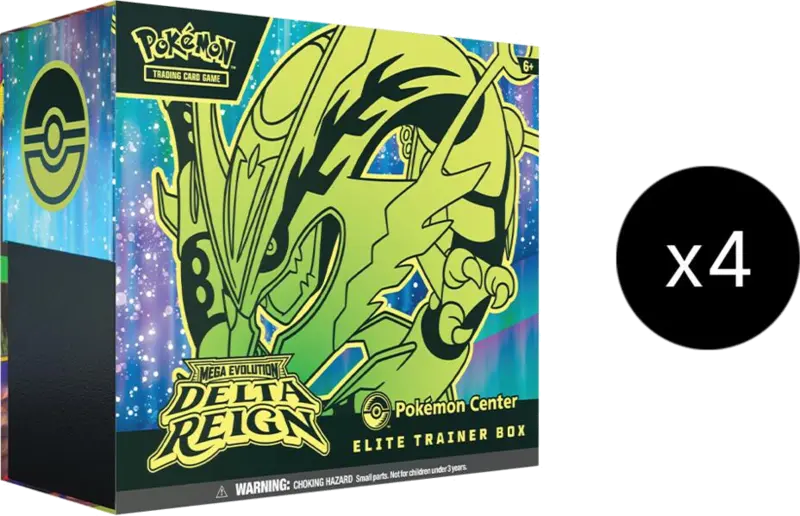 Pokémon
TRADING CARD GAME
6+
MEGA EVOLUTION
DELTA
REIGN
Pokémon Center
ELITE TRAINER BOX
WARNING: CHOKING HAZARD Small parts. Not for children under 3 years.
x4